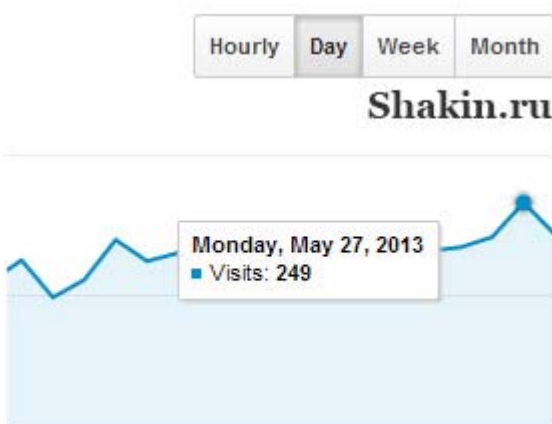 Hourly Day Week Month
Shakin.ru
Monday, May 27, 2013
Visits: 249